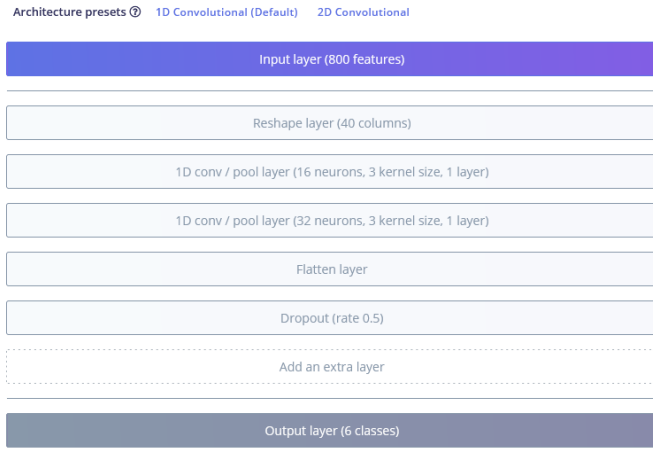 Architecture presets ? 1D Convolutional (Default) 2D Convolutional
Input layer (800 features)
Reshape layer (40 columns)
1D conv / pool layer (16 neurons, 3 kernel size, 1 layer)
1D conv / pool layer (32 neurons, 3 kernel size, 1 layer)
Flatten layer
Dropout (rate 0.5)
Add an extra layer
Output layer (6 classes)